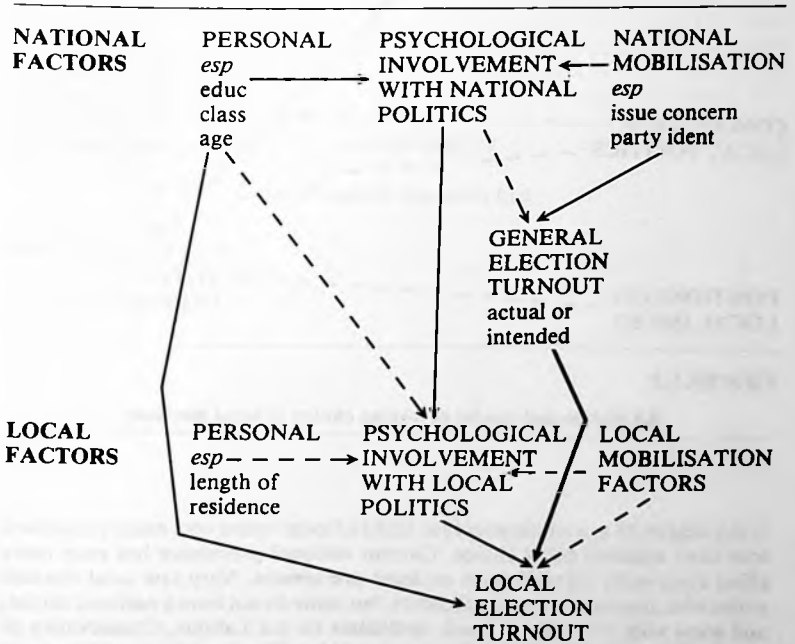 NATIONAL FACTORS
PERSONAL
esp
educ
class
age
PSYCHOLOGICAL
INVOLVEMENT
WITH NATIONAL
POLITICS
NATIONAL
MOBILISATION
esp
issue concern
party ident
GENERAL
ELECTION
TURNOUT
actual or
intended
LOCAL
FACTORS
PERSONAL
esp
length of
residence
PSYCHOLOGICAL
INVOLVEMENT
WITH LOCAL
POLITICS
LOCAL
MOBILISATION
FACTORS
LOCAL
ELECTION
TURNOUT